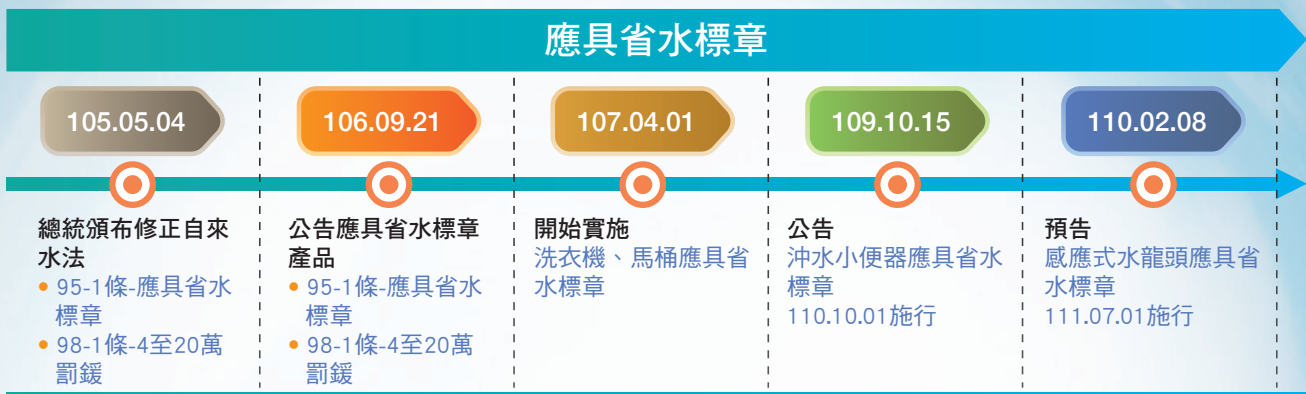 應具省水標章
105.05.04
總統頒布修正自來
水法
• 95-1條-應具省水
標章
• 98-1條-4至20萬
罰鍰
106.09.21
公告應具省水標章
產品
• 95-1條-應具省水
標章
• 98-1條-4至20萬
罰鍰
107.04.01
開始實施
洗衣機、馬桶應具省
水標章
109.10.15
公告
沖水小便器應具省水
標章
110.10.01施行
110.02.08
預告
感應式水龍頭應具省
水標章
111.07.01施行